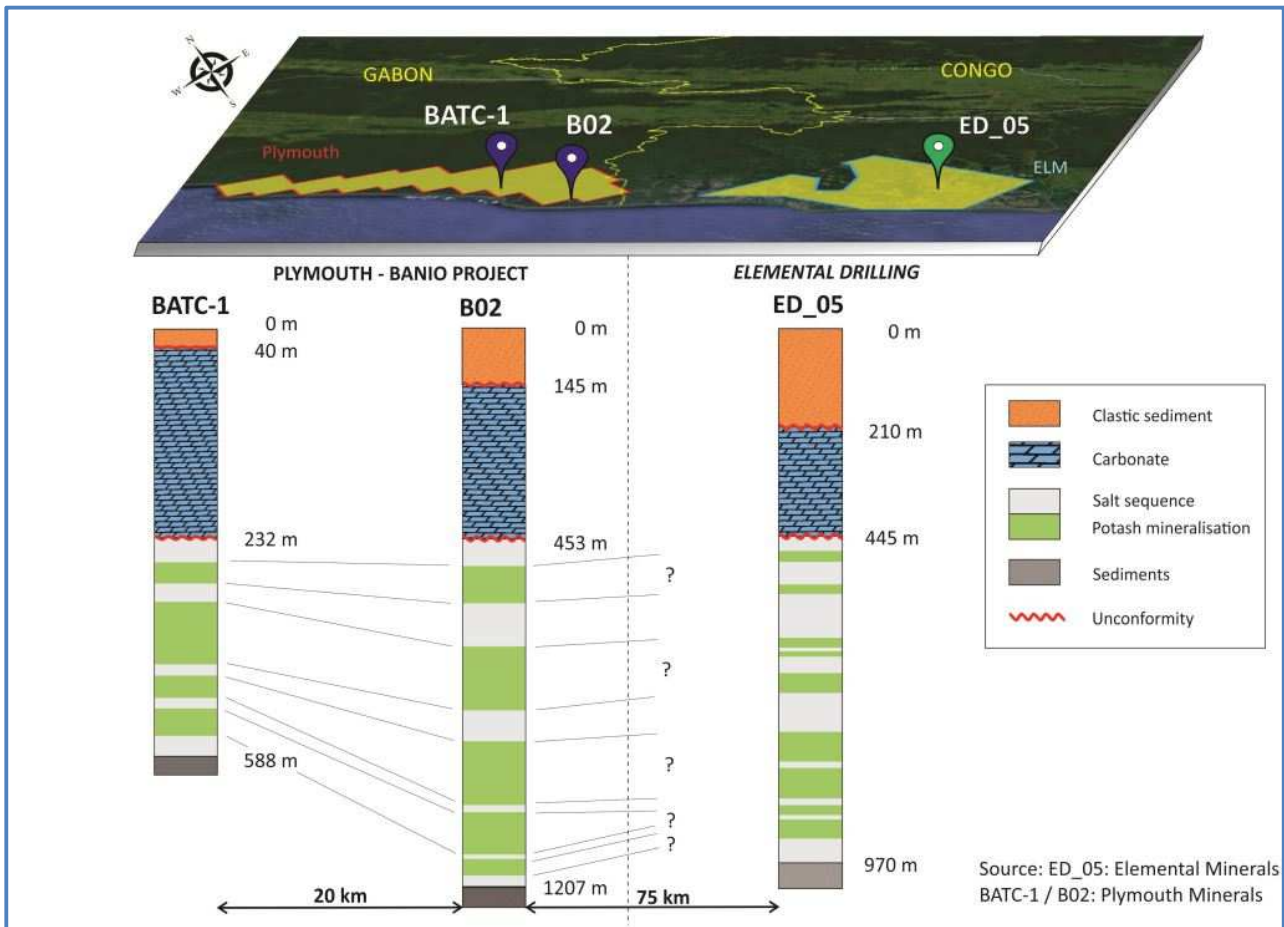 N
E
W
S
GABON
CONGO
BATC-1
B02
ED_05
Plymouth
ELM
PLYMOUTH - BANIO PROJECT
ELEMENTAL DRILLING
BATC-1
B02
ED_05
0 m
40 m
232 m
588 m
0 m
145 m
453 m
1207 m
0 m
210 m
445 m
970 m
?
?
?
?
?
20 km
75 km
Clastic sediment
Carbonate
Salt sequence
Potash mineralisation
Sediments
Unconformity
Source: ED_05: Elemental Minerals
BATC-1 / B02: Plymouth Minerals